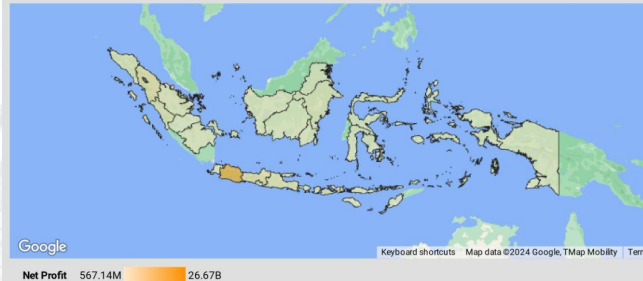 Google
Keyboard shortcuts Map data ©2024 Google, TMap Mobility
Net Profit 567.14M 26.67B